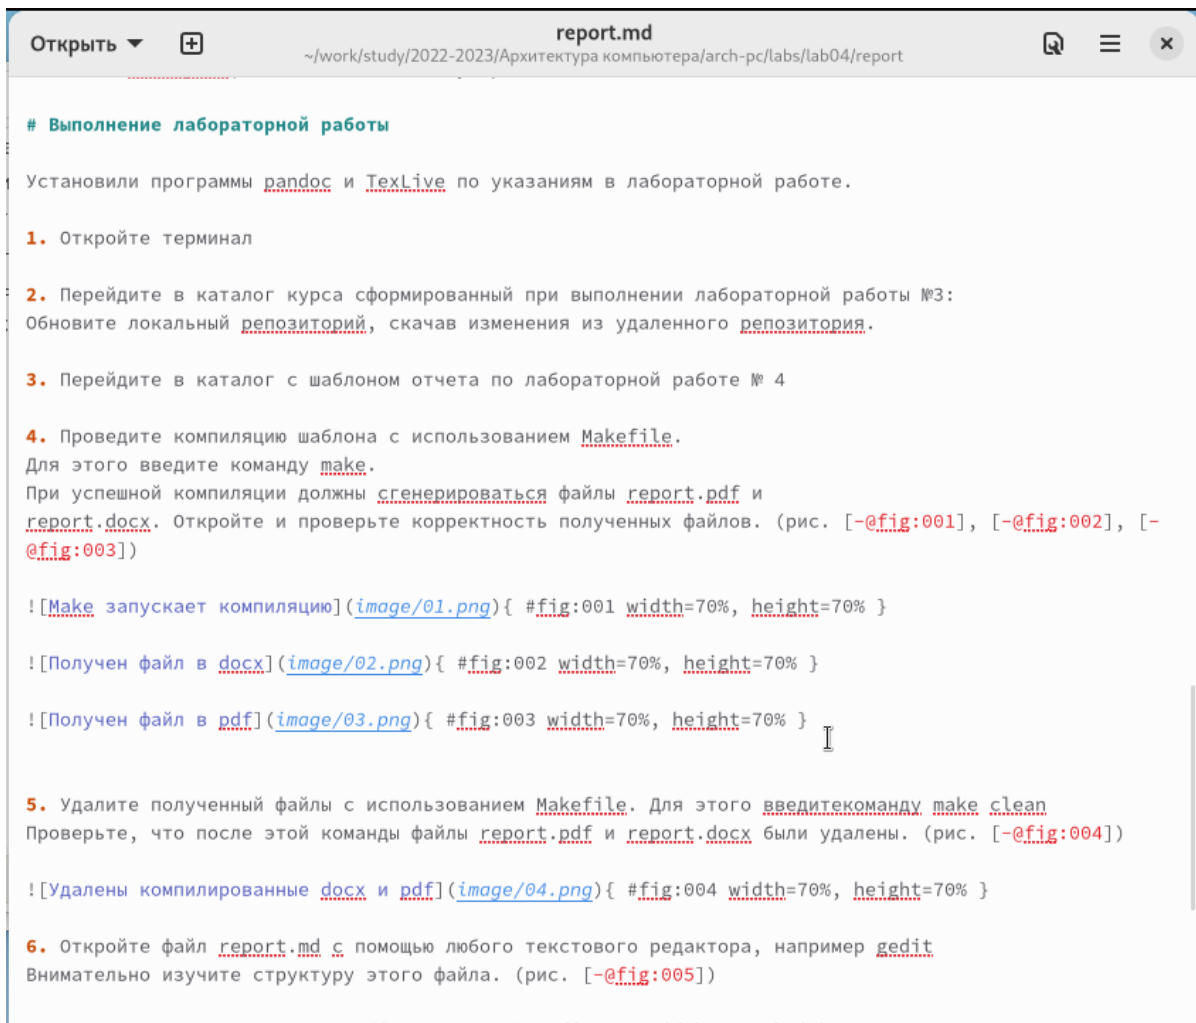 Открыть
report.md
~/work/study/2022-2023/Архитектура компьютера/arch-pc/labs/lab04/report
# Выполнение лабораторной работы
Установили программы pandoc и TexLive по указаниям в лабораторной работе.
1. Откройте терминал
2. Перейдите в каталог курса сформированный при выполнении лабораторной работы №3:
Обновите локальный репозиторий, скачав изменения из удаленного репозитория.
3. Перейдите в каталог с шаблоном отчета по лабораторной работе № 4
4. Проведите компиляцию шаблона с использованием Makefile.
Для этого введите команду make.
При успешной компиляции должны сгенерироваться файлы report.pdf и
report.docx. Откройте и проверьте корректность полученных файлов. (рис. [-@fig:001], [-@fig:002], [-
@fig:003])
![Make запускает компиляцию](image/01.png){ #fig:001 width=70%, height=70% }
![Получен файл в docx](image/02.png){ #fig:002 width=70%, height=70% }
![Получен файл в pdf](image/03.png){ #fig:003 width=70%, height=70% }
5. Удалите полученный файлы с использованием Makefile. Для этого введитекоманду make clean
Проверьте, что после этой команды файлы report.pdf и report.docx были удалены. (рис. [-@fig:004])
![Удалены компилированные docx и pdf](image/04.png){ #fig:004 width=70%, height=70% }
6. Откройте файл report.md c помощью любого текстового редактора, например gedit
Внимательно изучите структуру этого файла. (рис. [-@fig:005])